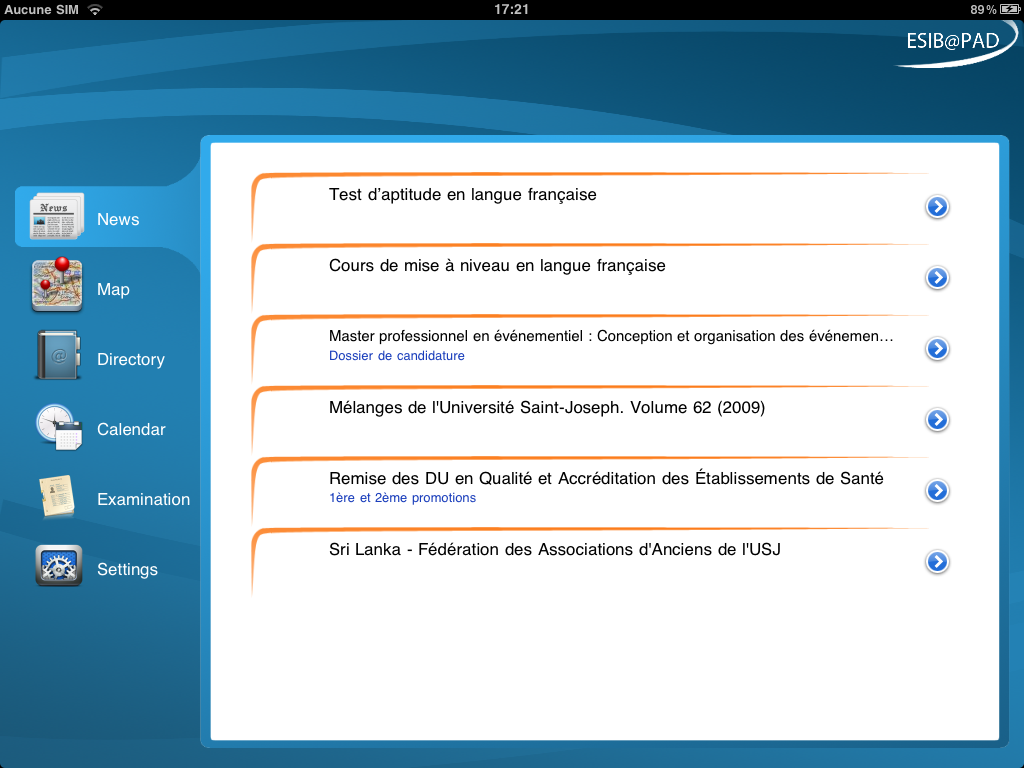 Aucune SIM
17:21
89 %
ESIB@PAD
News
News
Map
Directory
Calendar
Examination
Settings
Test d’aptitude en langue française
Cours de mise à niveau en langue française
Master professionnel en événementiel : Conception et organisation des événemen…
Dossier de candidature
Mélanges de l'Université Saint-Joseph. Volume 62 (2009)
Remise des DU en Qualité et Accréditation des Établissements de Santé
1ère et 2ème promotions
Sri Lanka - Fédération des Associations d'Anciens de l'USJ